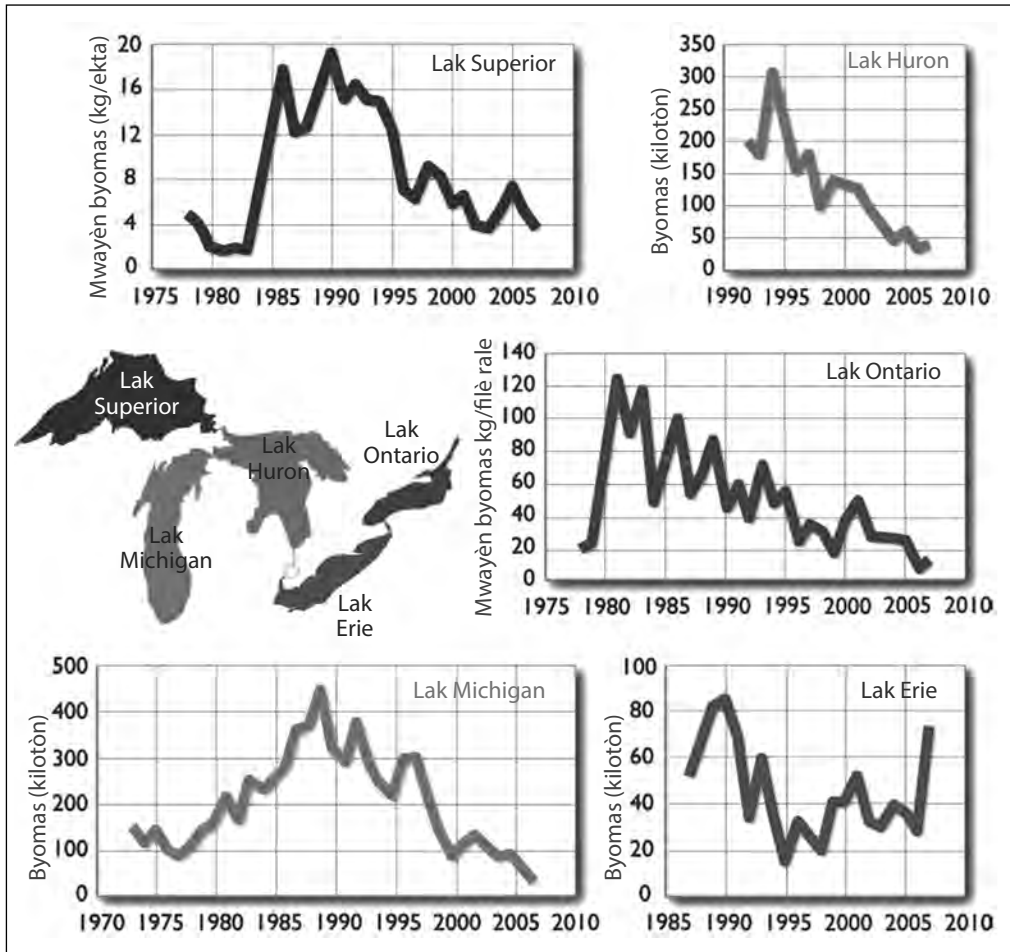 Lak Superior
Mwayèn byomas (kg/ekta)
20
16
12
8
4
0
1975 1980 1985 1990 1995 2000 2005 2010
Lak Huron
Byomas (kilotòn)
350
300
250
200
150
100
50
0
1990 1995 2000 2005 2010
Lak
Superior
Lak
Huron
Lak
Ontario
Lak
Michigan
Lak
Erie
Lak Ontario
Mwayèn byomas kg/filè rale
140
120
100
80
60
40
20
0
1975 1980 1985 1990 1995 2000 2005 2010
Lak Michigan
Byomas (kilotòn)
500
400
300
200
100
0
1970 1975 1980 1985 1990 1995 2000 2005 2010
Lak Erie
Byomas (kilotòn)
100
80
60
40
20
0
1985 1990 1995 2000 2005 2010